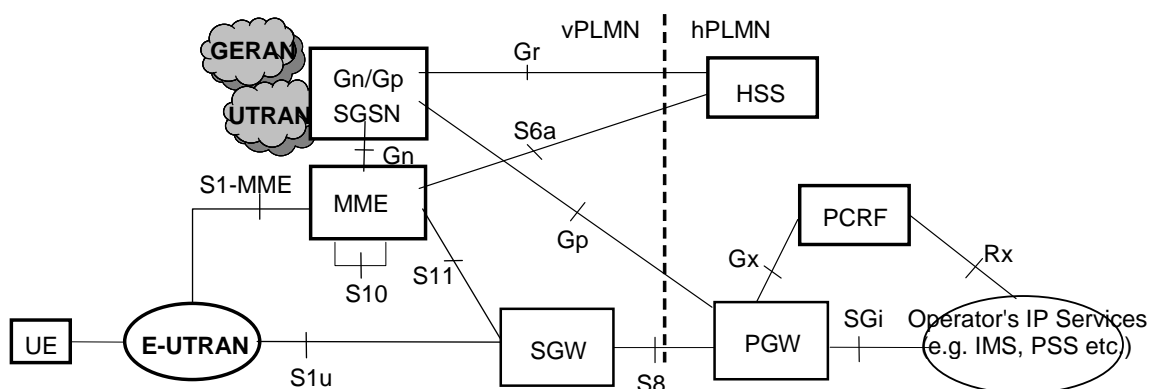 vPLMN
hPLMN
GERAN
Gr
Gn/Gp
SGSN
HSS
UTRAN
S6a
Gn
S1-MME
MME
PCRF
Gp
Gx
Rx
S11
S10
SGi
Operator's IP Services
e.g. IMS, PSS etc.)
UE
E-UTRAN
SGW
PGW
S1u
S8